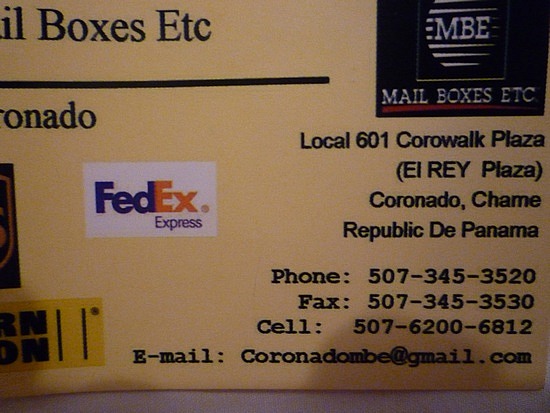 il Boxes Etc
MBE
MAIL BOXES ETC
ronado
Local 601 Corowalk Plaza
(El REY Plaza)
Coronado, Chame
Republic De Panama
FedEx®
Express
S
Phone: 507-345-3520
Fax: 507-345-3530
Cell: 507-6200-6812
E-mail: Coronadombe@gmail.com
RN
ON
®